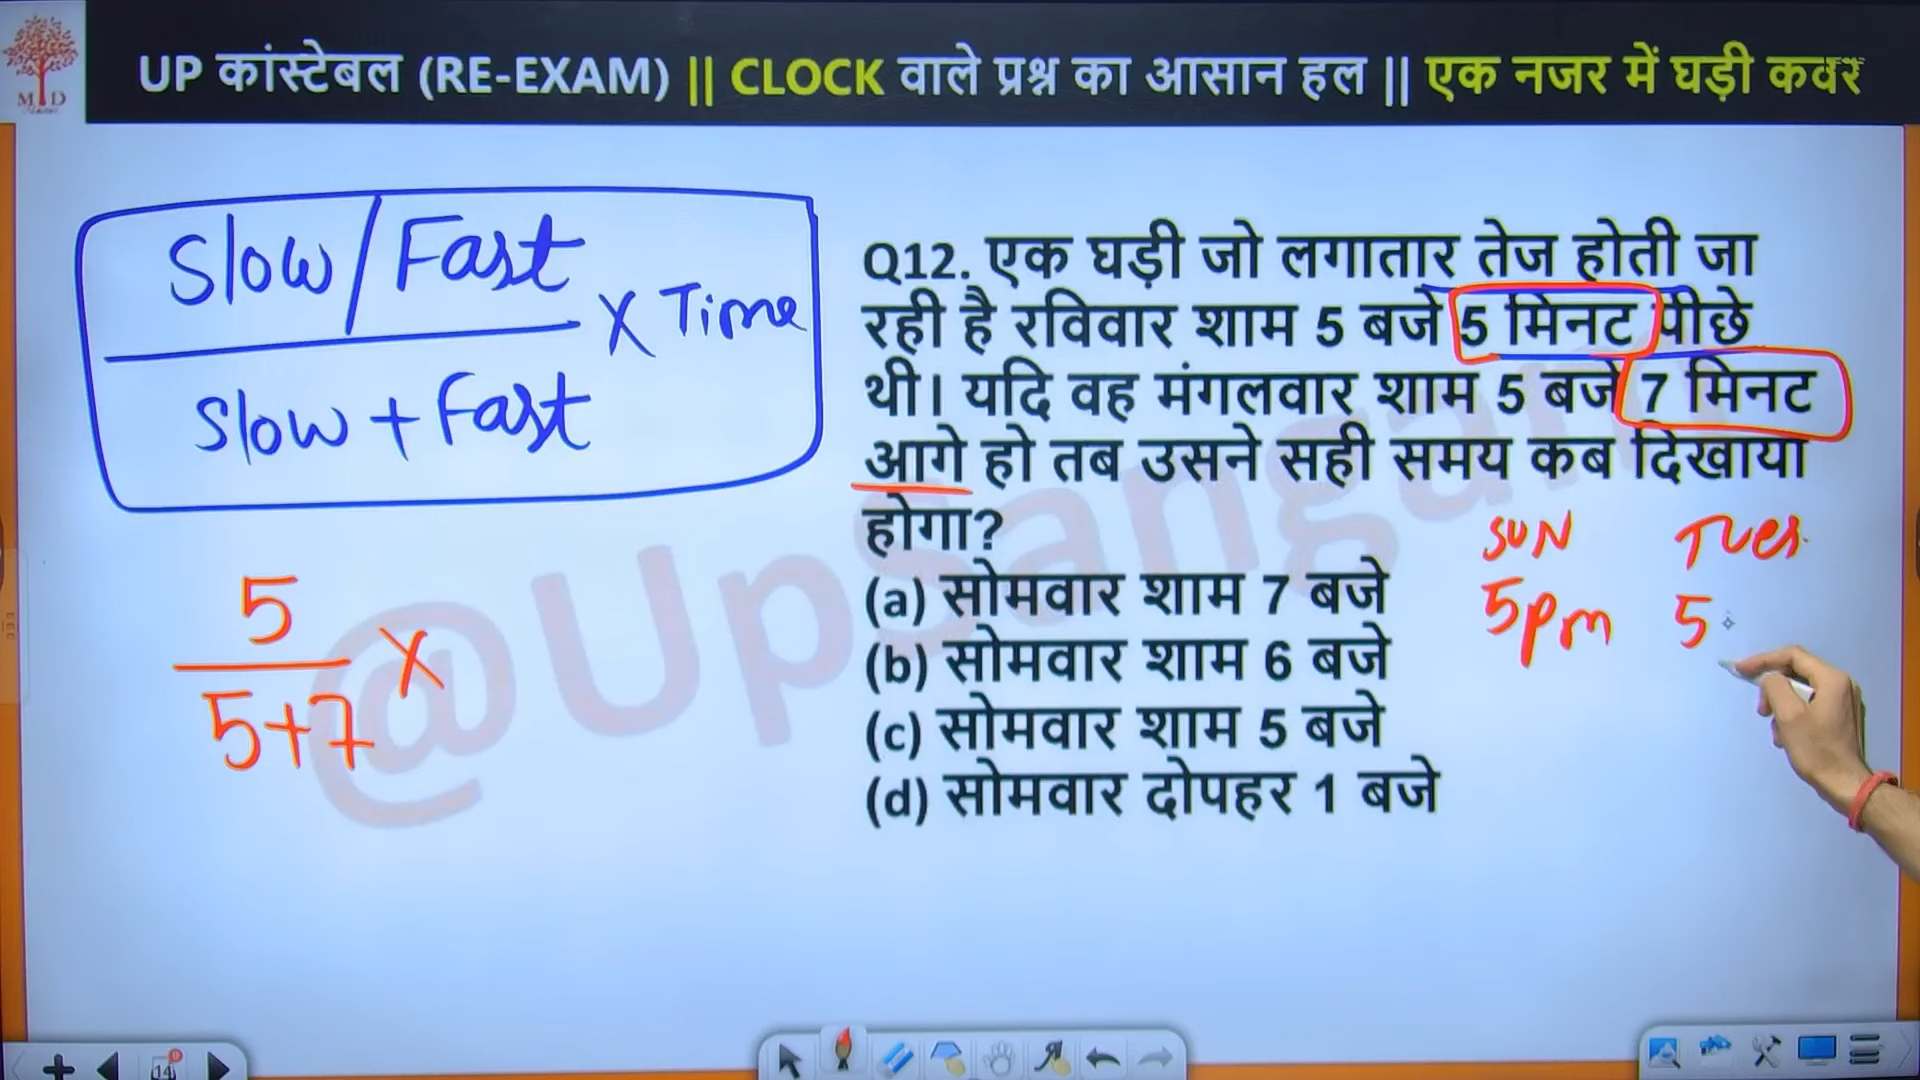 UP कांस्टेबल (RE-EXAM) || CLOCK वाले प्रश्न का आसान हल || एक नजर में घड़ी कवर
M D
Slow/Fast
Slow + Fast
X Time
Q12. एक घड़ी जो लगातार तेज होती जा
रही है रविवार शाम 5 बजे 5 मिनट पीछे
थी। यदि वह मंगलवार शाम 5 बजे 7 मिनट
आगे हो तब उसने सही समय कब दिखाया
होगा?
(a) सोमवार शाम 7 बजे
(b) सोमवार शाम 6 बजे
(c) सोमवार शाम 5 बजे
(d) सोमवार दोपहर 1 बजे
SUN Tues.
5pm 5
5
5+7
X
@UpSangam
14